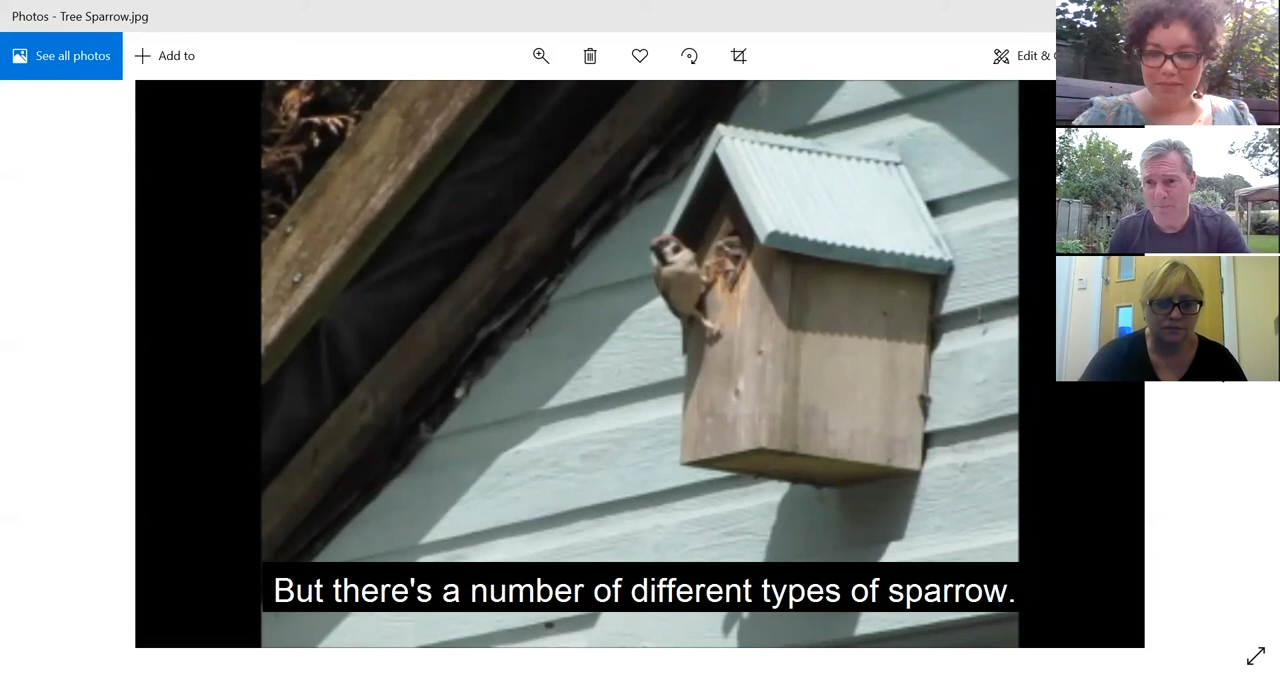 Photos - Tree Sparrow.jpg
See all photos
Add to
Edit &
But there's a number of different types of sparrow.